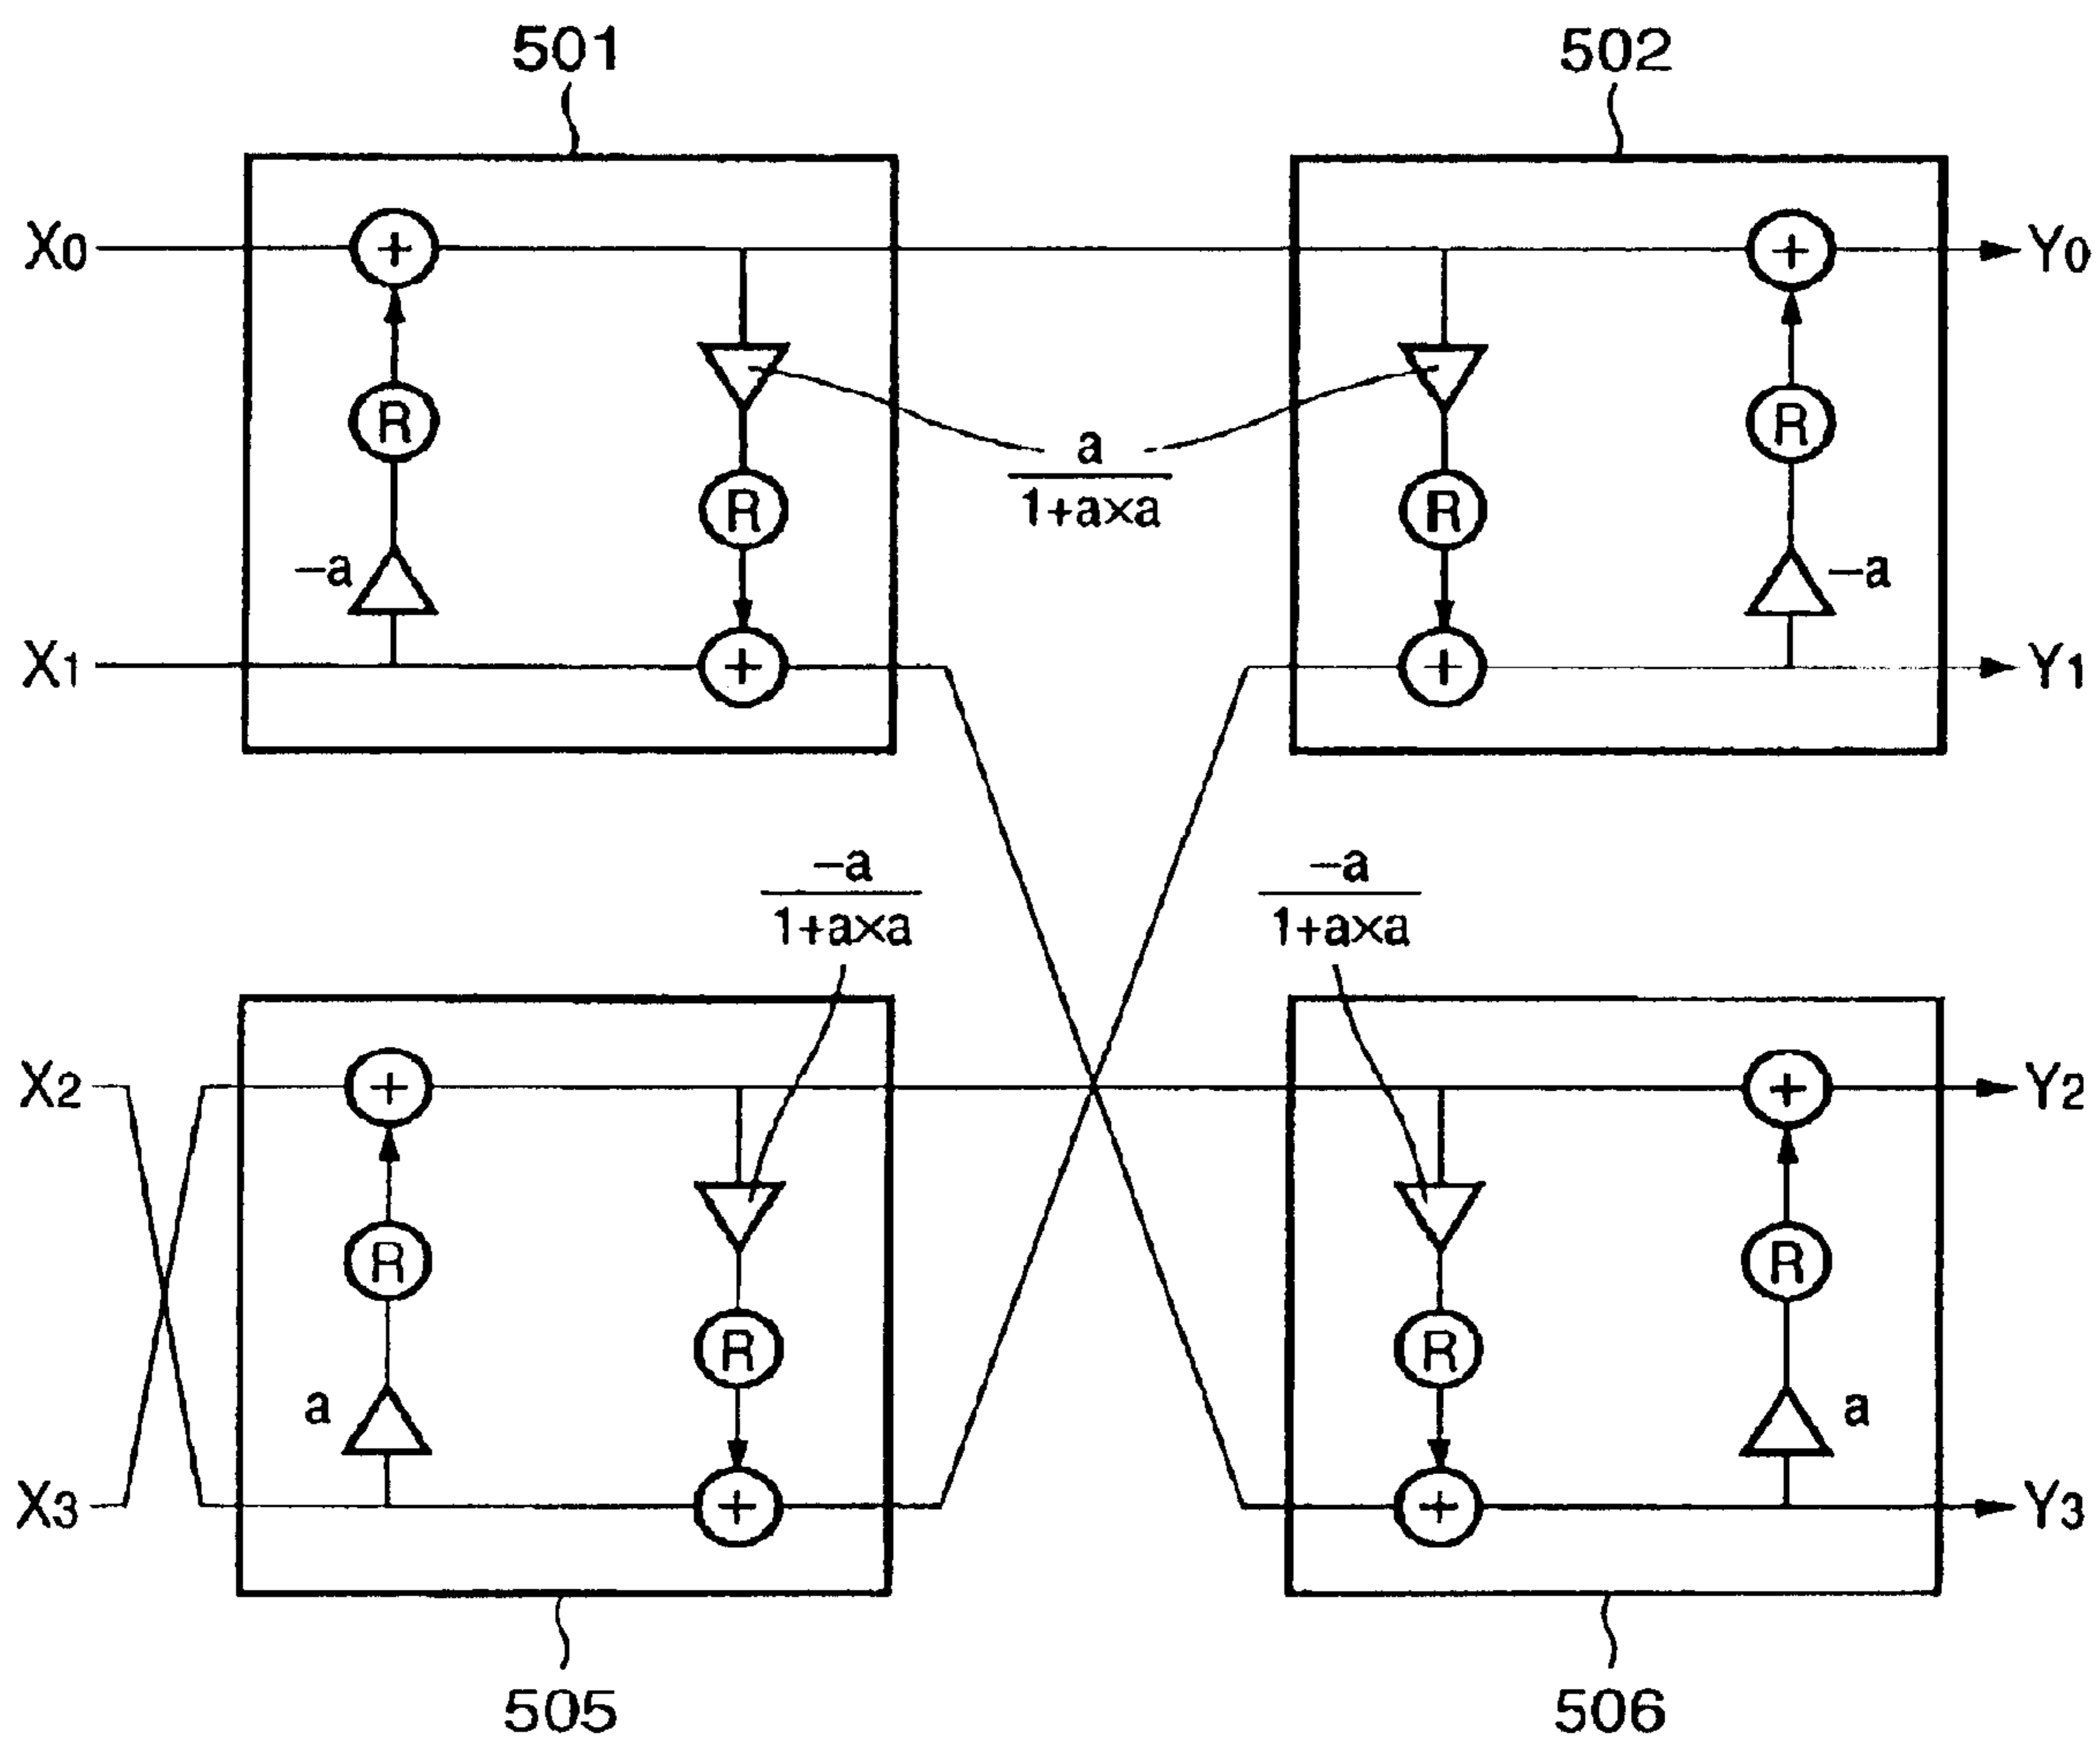 501
502
X0
+
+
Y0
R
R
a
1+a×a
R
R
–a
–a
X1
+
+
Y1
–a
1+a×a
–a
1+a×a
X2
+
+
Y2
R
R
R
R
a
a
X3
+
+
Y3
505
506